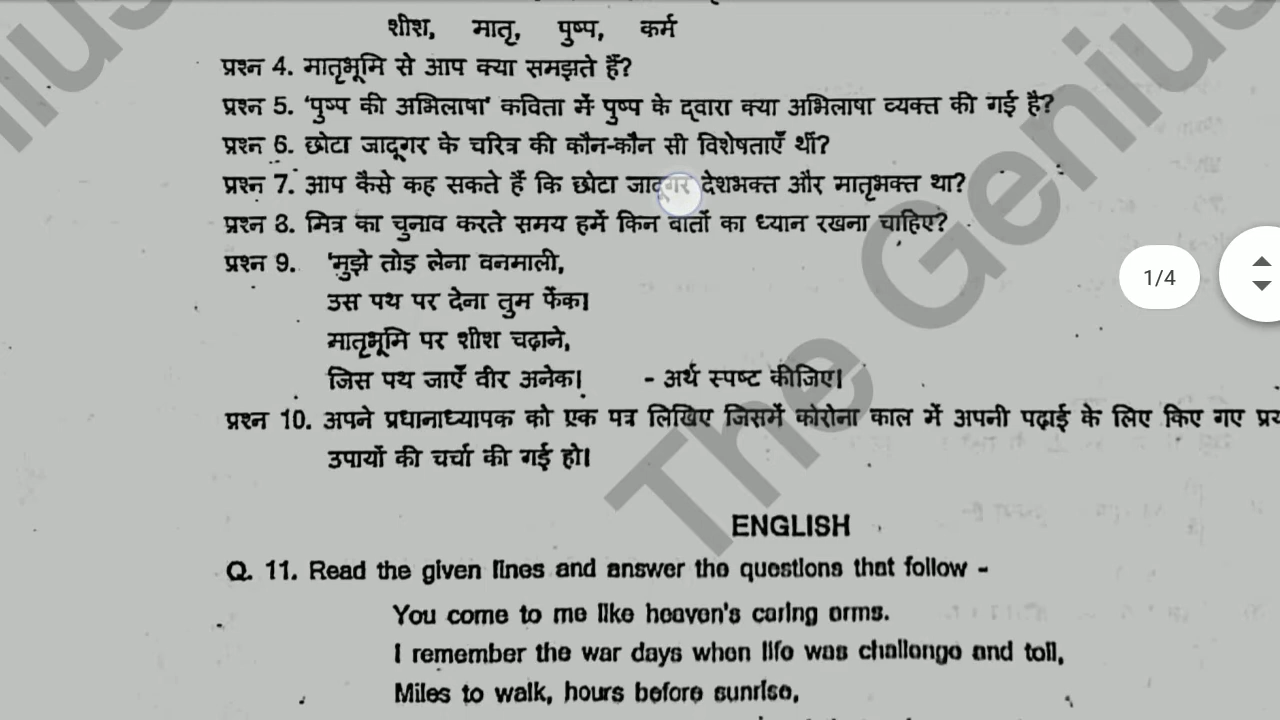 शीश, मातृ, पुष्प, कर्म
प्रश्न 4. मातृभूमि से आप क्या समझते हैं?
प्रश्न 5. 'पुष्प की अभिलाषा' कविता में पुष्प के द्वारा क्या अभिलाषा व्यक्त की गई है?
प्रश्न 6. छोटा जादूगर के चरित्र की कौन-कौन सी विशेषताएँ थीं?
प्रश्न 7. आप कैसे कह सकते हैं कि छोटा जादूगर देशभक्त और मातृभक्त था?
प्रश्न 8. मित्र का चुनाव करते समय हमें किन बातों का ध्यान रखना चाहिए?
प्रश्न 9. 'मुझे तोड़ लेना वनमाली,
उस पथ पर देना तुम फेंक।
मातृभूमि पर शीश चढ़ाने,
जिस पथ जाएँ वीर अनेक। - अर्थ स्पष्ट कीजिए।
1/4
प्रश्न 10. अपने प्रधानाध्यापक को एक पत्र लिखिए जिसमें कोरोना काल में अपनी पढ़ाई के लिए किए गए
उपायों की चर्चा की गई हो।
ENGLISH
Q. 11. Read the given lines and answer the questions that follow -
You come to me like heaven's caring arms.
I remember the war days when life was challenge and toil,
Miles to walk, hours before sunrise,
The Genius